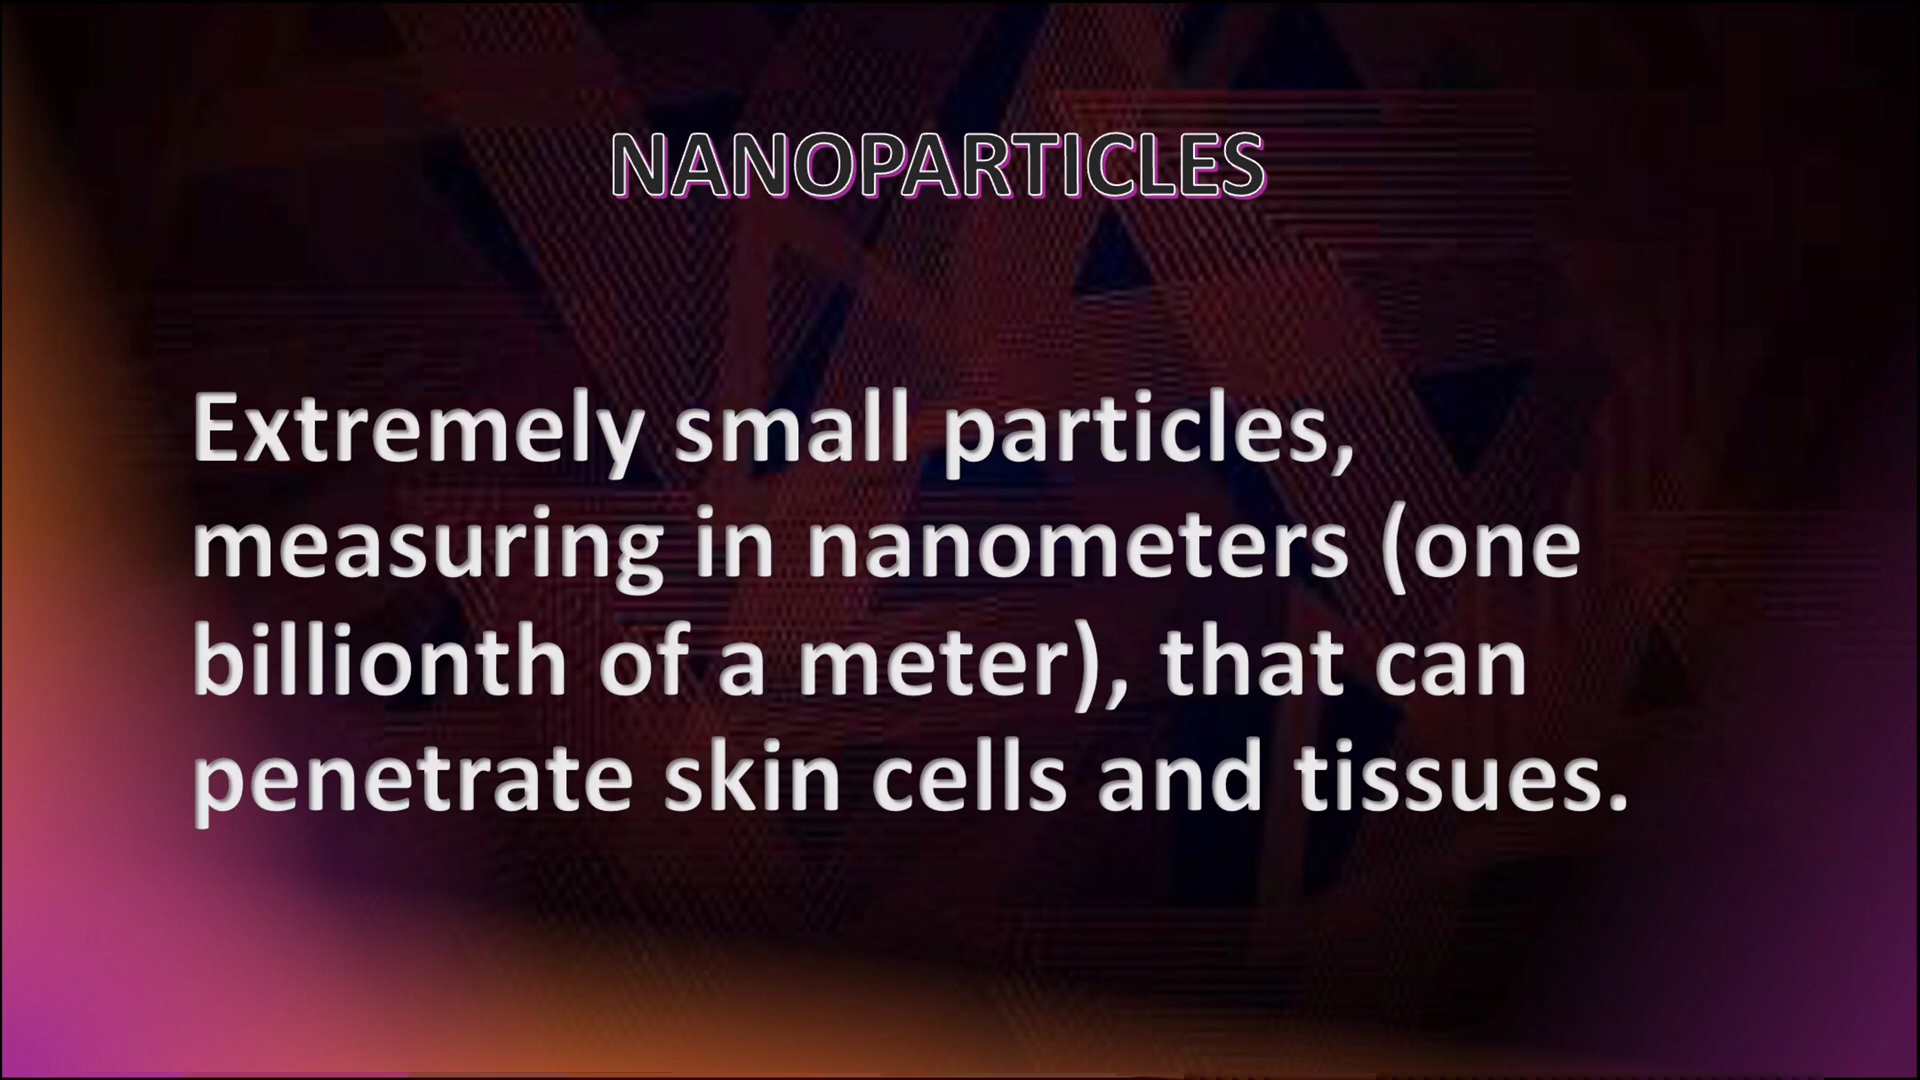 NANOPARTICLES
Extremely small particles,
measuring in nanometers (one
billionth of a meter), that can
penetrate skin cells and tissues.